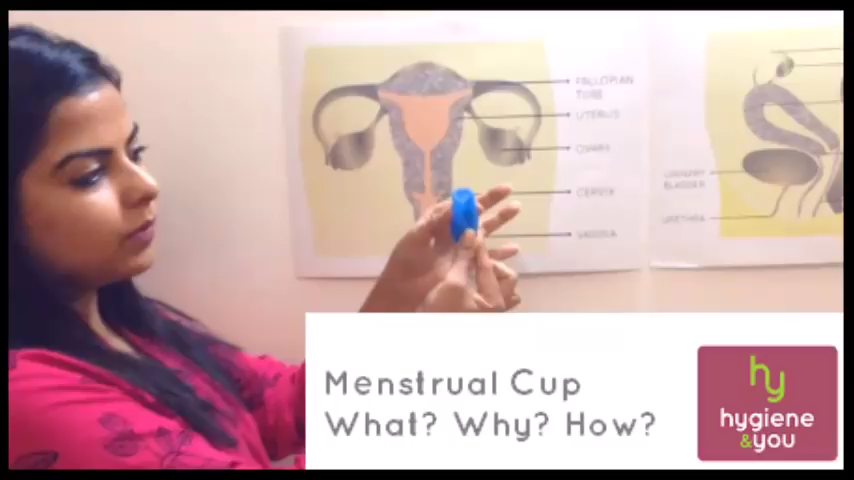 FALLOPIAN
TUBE
UTERUS
OVARY
CERVIX
VAGINA
URINARY
BLADDER
URETHRA
Menstrual Cup
What? Why? How?
hy
hygiene
&you